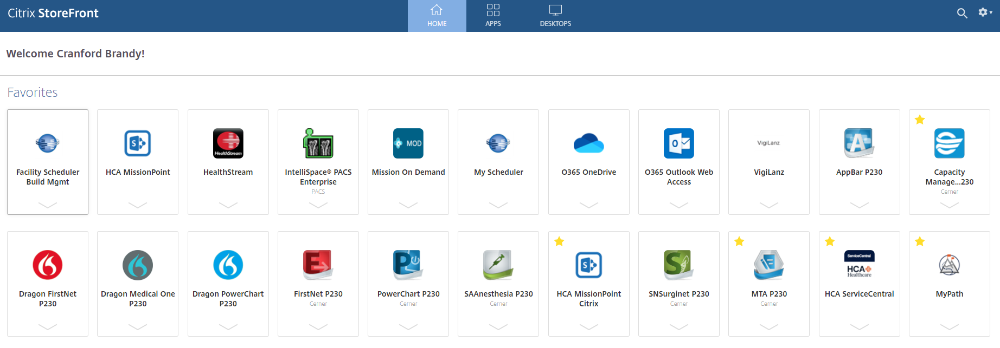 Citrix StoreFront
HOME
APPS
DESKTOPS
Welcome Cranford Brandy!
Favorites
Facility Scheduler
Build Mgmt
S
HCA MissionPoint
HealthStream
HealthStream
IntelliSpace® PACS
Enterprise
PACS
MOD
Mission On Demand
My Scheduler
O365 OneDrive
O
O365 Outlook Web
Access
VigiLanz
VigiLanz
A
AppBar P230
Capacity
Manage...230
Cerner
Dragon FirstNet
P230
Dragon Medical One
P230
Dragon PowerChart
P230
F
FirstNet P230
Cerner
P
PowerChart P230
Cerner
SAAnesthesia P230
Cerner
S
HCA MissionPoint
Citrix
S
SNSurginet P230
Cerner
MTA P230
Cerner
ServiceCentral
HCA
Healthcare
HCA ServiceCentral
MyPath